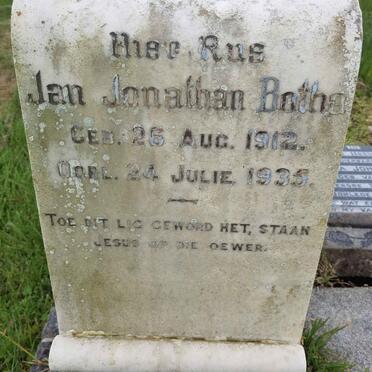 Hier Rus
Jan Jonathan Botha
GEB. 26 AUG. 1912.
OORL. 24 JULIE, 1935
TOE DIT LIG GEWORD HET, STAAN
JESUS OP DIE OEWER.